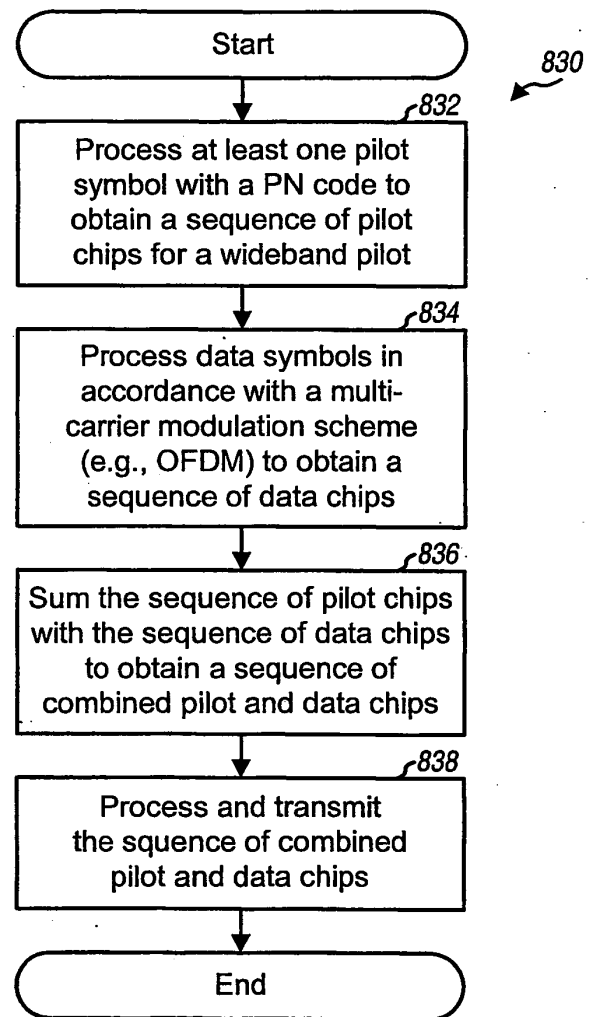 Start
830
832
Process at least one pilot
symbol with a PN code to
obtain a sequence of pilot
chips for a wideband pilot
834
Process data symbols in
accordance with a multi-
carrier modulation scheme
(e.g., OFDM) to obtain a
sequence of data chips
836
Sum the sequence of pilot chips
with the sequence of data chips
to obtain a sequence of
combined pilot and data chips
838
Process and transmit
the squence of combined
pilot and data chips
End